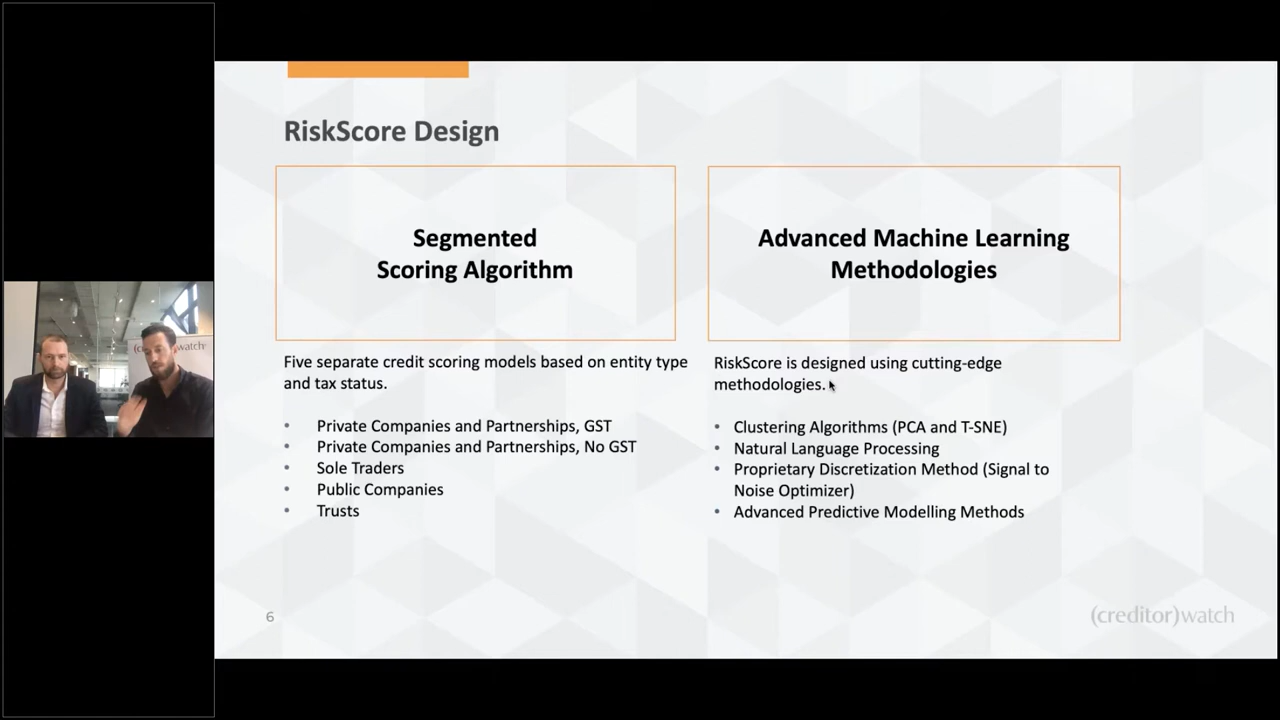 RiskScore Design
Segmented
Scoring Algorithm
Five separate credit scoring models based on entity type
and tax status.
• Private Companies and Partnerships, GST
• Private Companies and Partnerships, No GST
• Sole Traders
• Public Companies
• Trusts
Advanced Machine Learning
Methodologies
RiskScore is designed using cutting-edge
methodologies.
• Clustering Algorithms (PCA and T-SNE)
• Natural Language Processing
• Proprietary Discretization Method (Signal to
Noise Optimizer)
• Advanced Predictive Modelling Methods
6
(creditor)watch